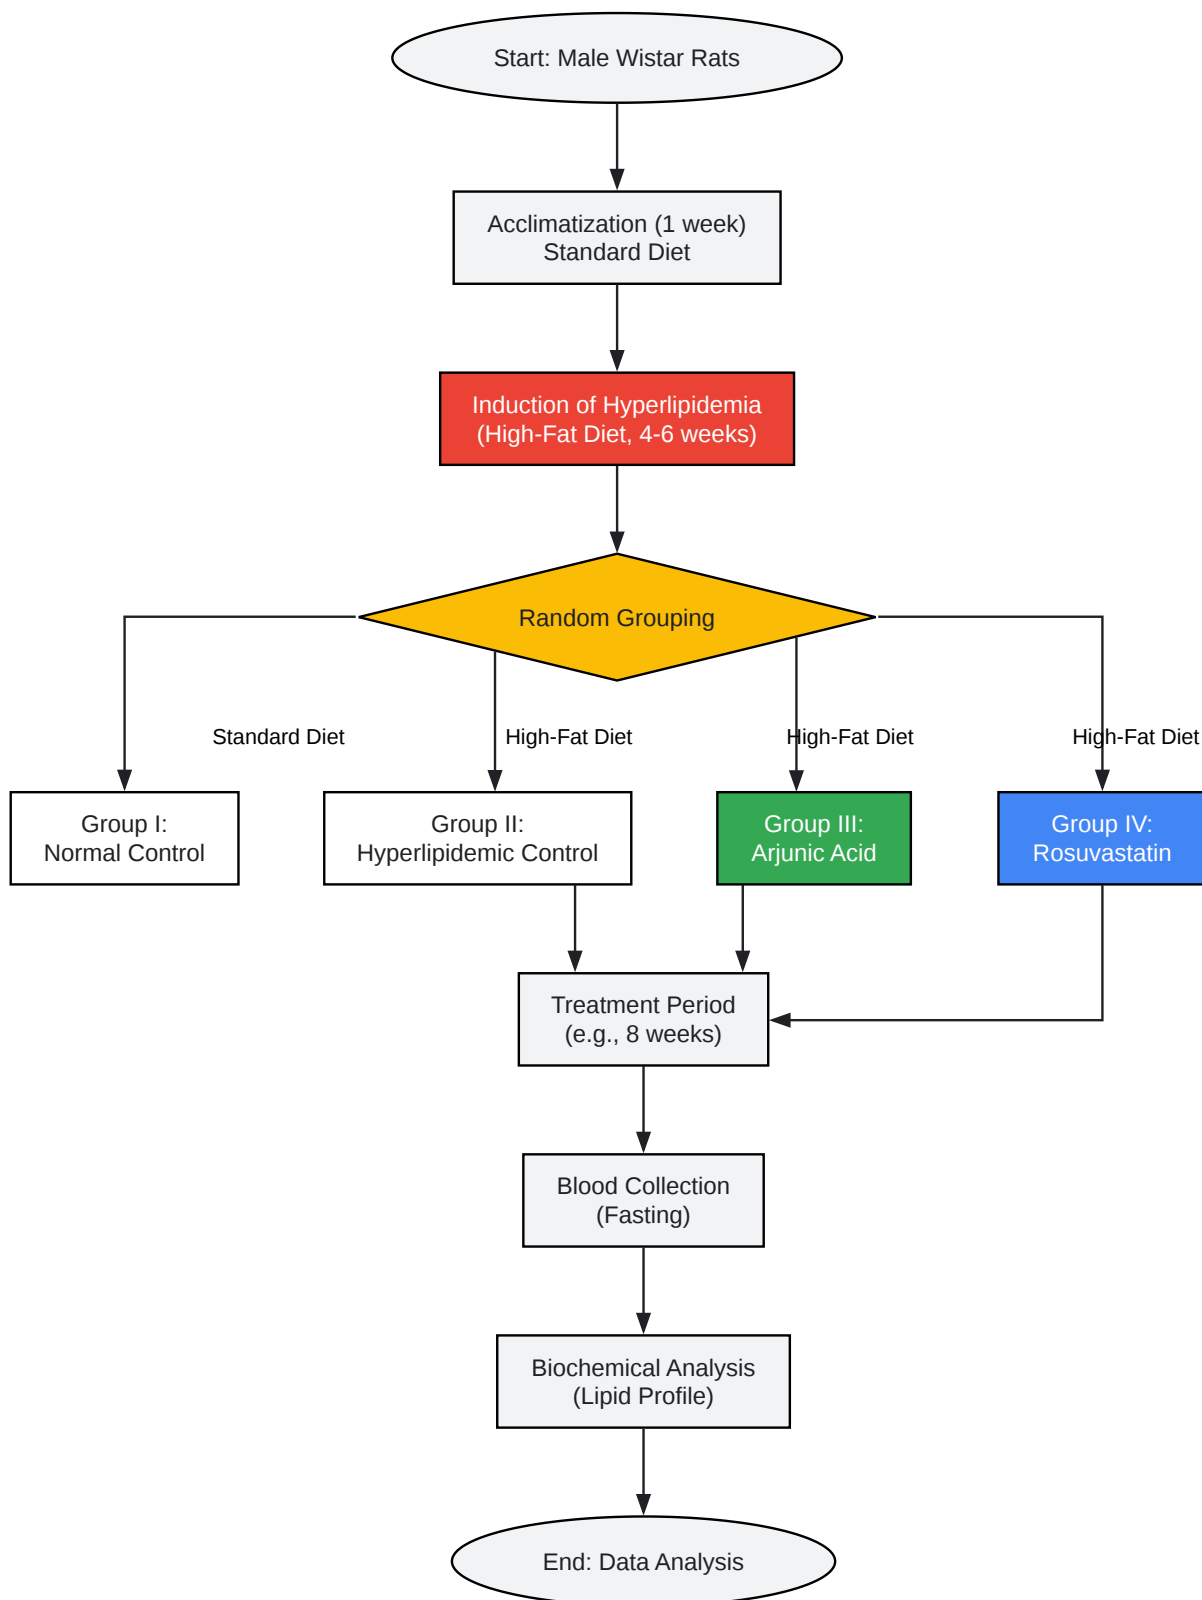 Start: Male Wistar Rats
Acclimatization (1 week)
Standard Diet
Induction of Hyperlipidemia
(High-Fat Diet, 4-6 weeks)
Random Grouping
Standard Diet
High-Fat Diet
High-Fat Diet
High-Fat Diet
Group I:
Normal Control
Group II:
Hyperlipidemic Control
Group III:
Arjunic Acid
Group IV:
Rosuvastatin
Treatment Period
(e.g., 8 weeks)
Blood Collection
(Fasting)
Biochemical Analysis
(Lipid Profile)
End: Data Analysis